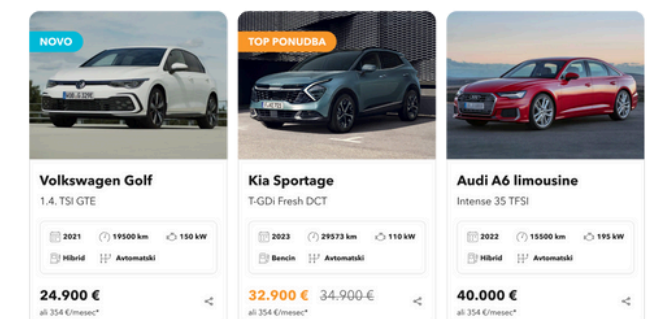 NOVO
Volkswagen Golf
1.4. TSI GTE
2021 19500 km 150 kW
Hibrid Avtomatski
24.900 €
ali 354 €/mesec*
TOP PONUDBA
Kia Sportage
T-GDi Fresh DCT
2023 29573 km 110 kW
Bencin Avtomatski
32.900 € 34.900 €
ali 354 €/mesec*
Audi A6 limousine
Intense 35 TFSI
2022 15500 km 195 kW
Hibrid Avtomatski
40.000 €
ali 354 €/mesec*